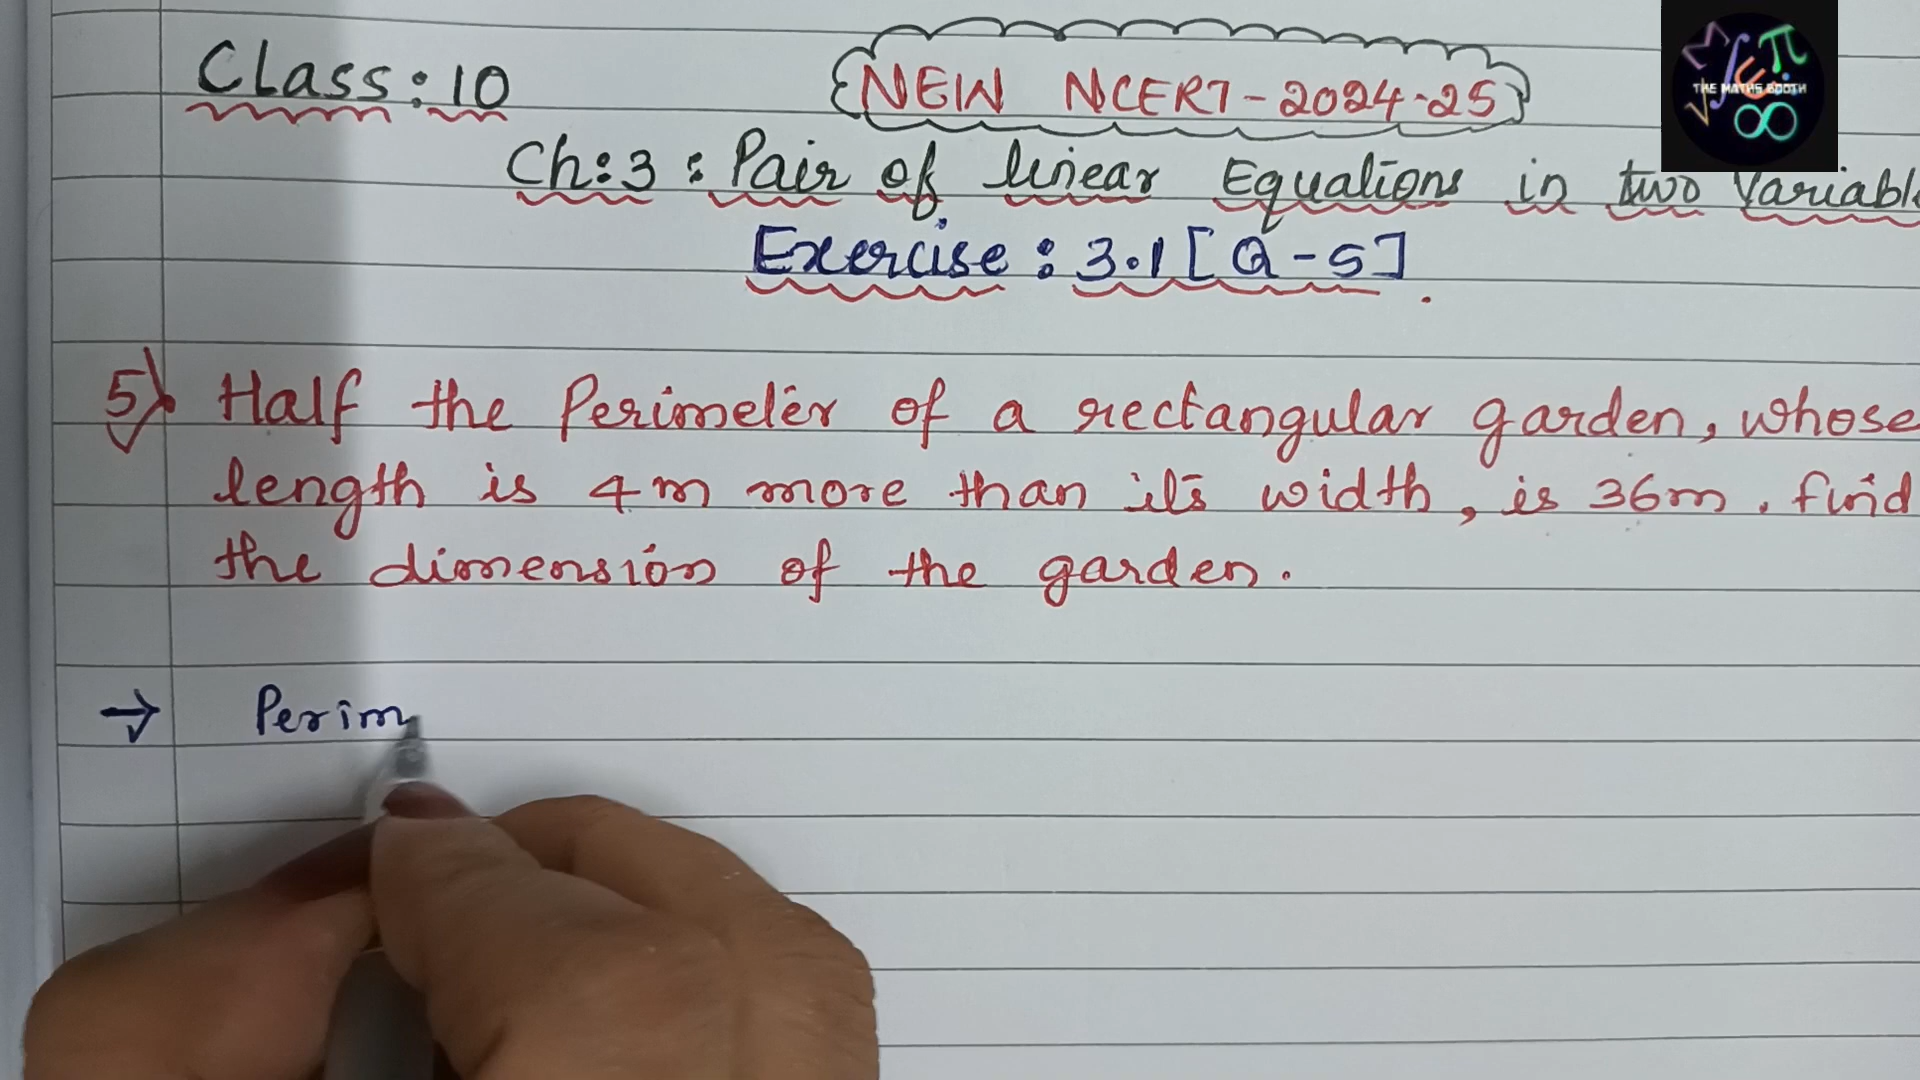 Class: 10
NEW NCERT-2024-25
THE MATHS BOOTH
Ch:3: Pair of linear Equations in two Variabl
Exercise: 3.1 [Q-5]
5) Half the Perimeter of a rectangular garden, whose
length is 4m more than its width, is 36m. find
the dimension of the garden.
→ Perim